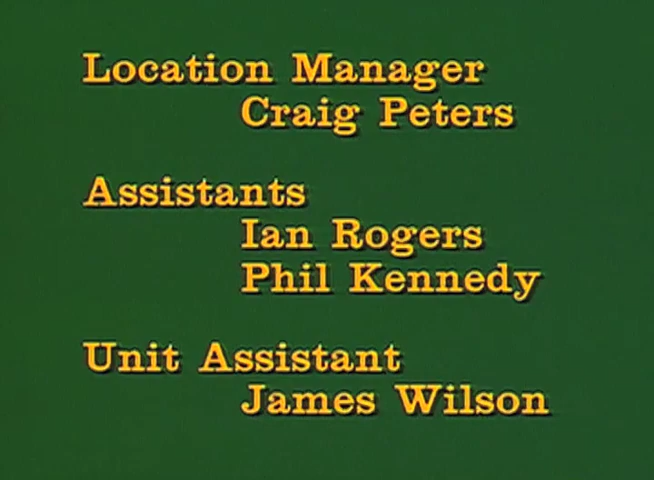 Location Manager
Craig Peters
Assistants
Ian Rogers
Phil Kennedy
Unit Assistant
James Wilson